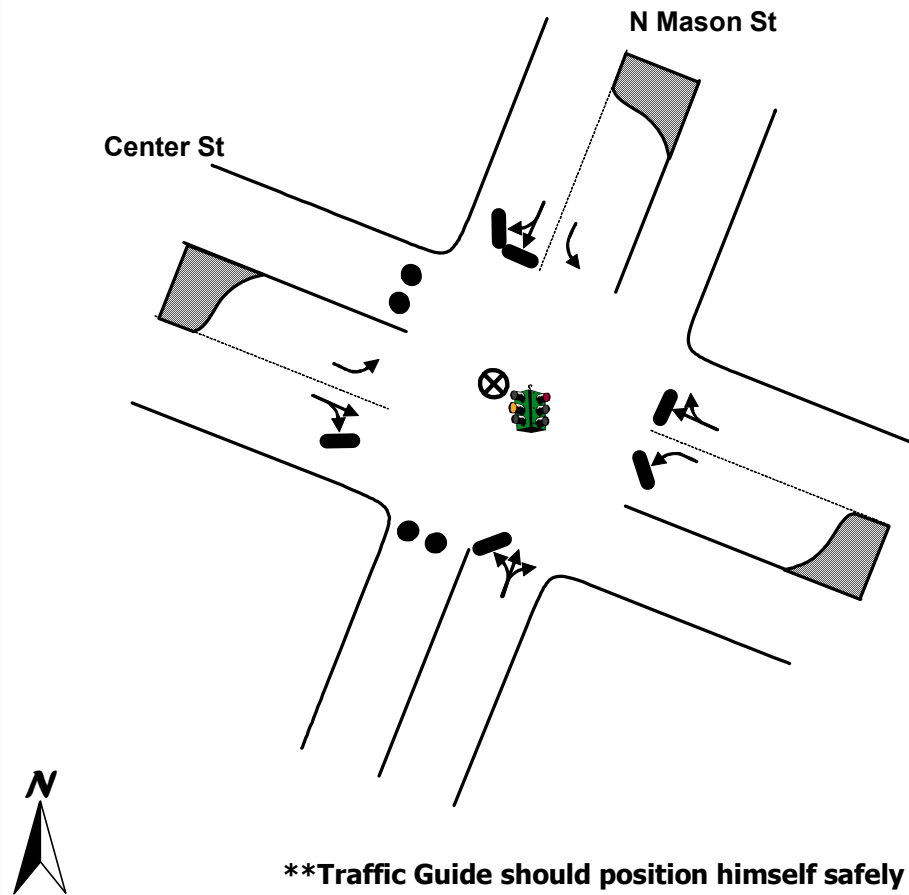 N Mason St
Center St
N
**Traffic Guide should position himself safely